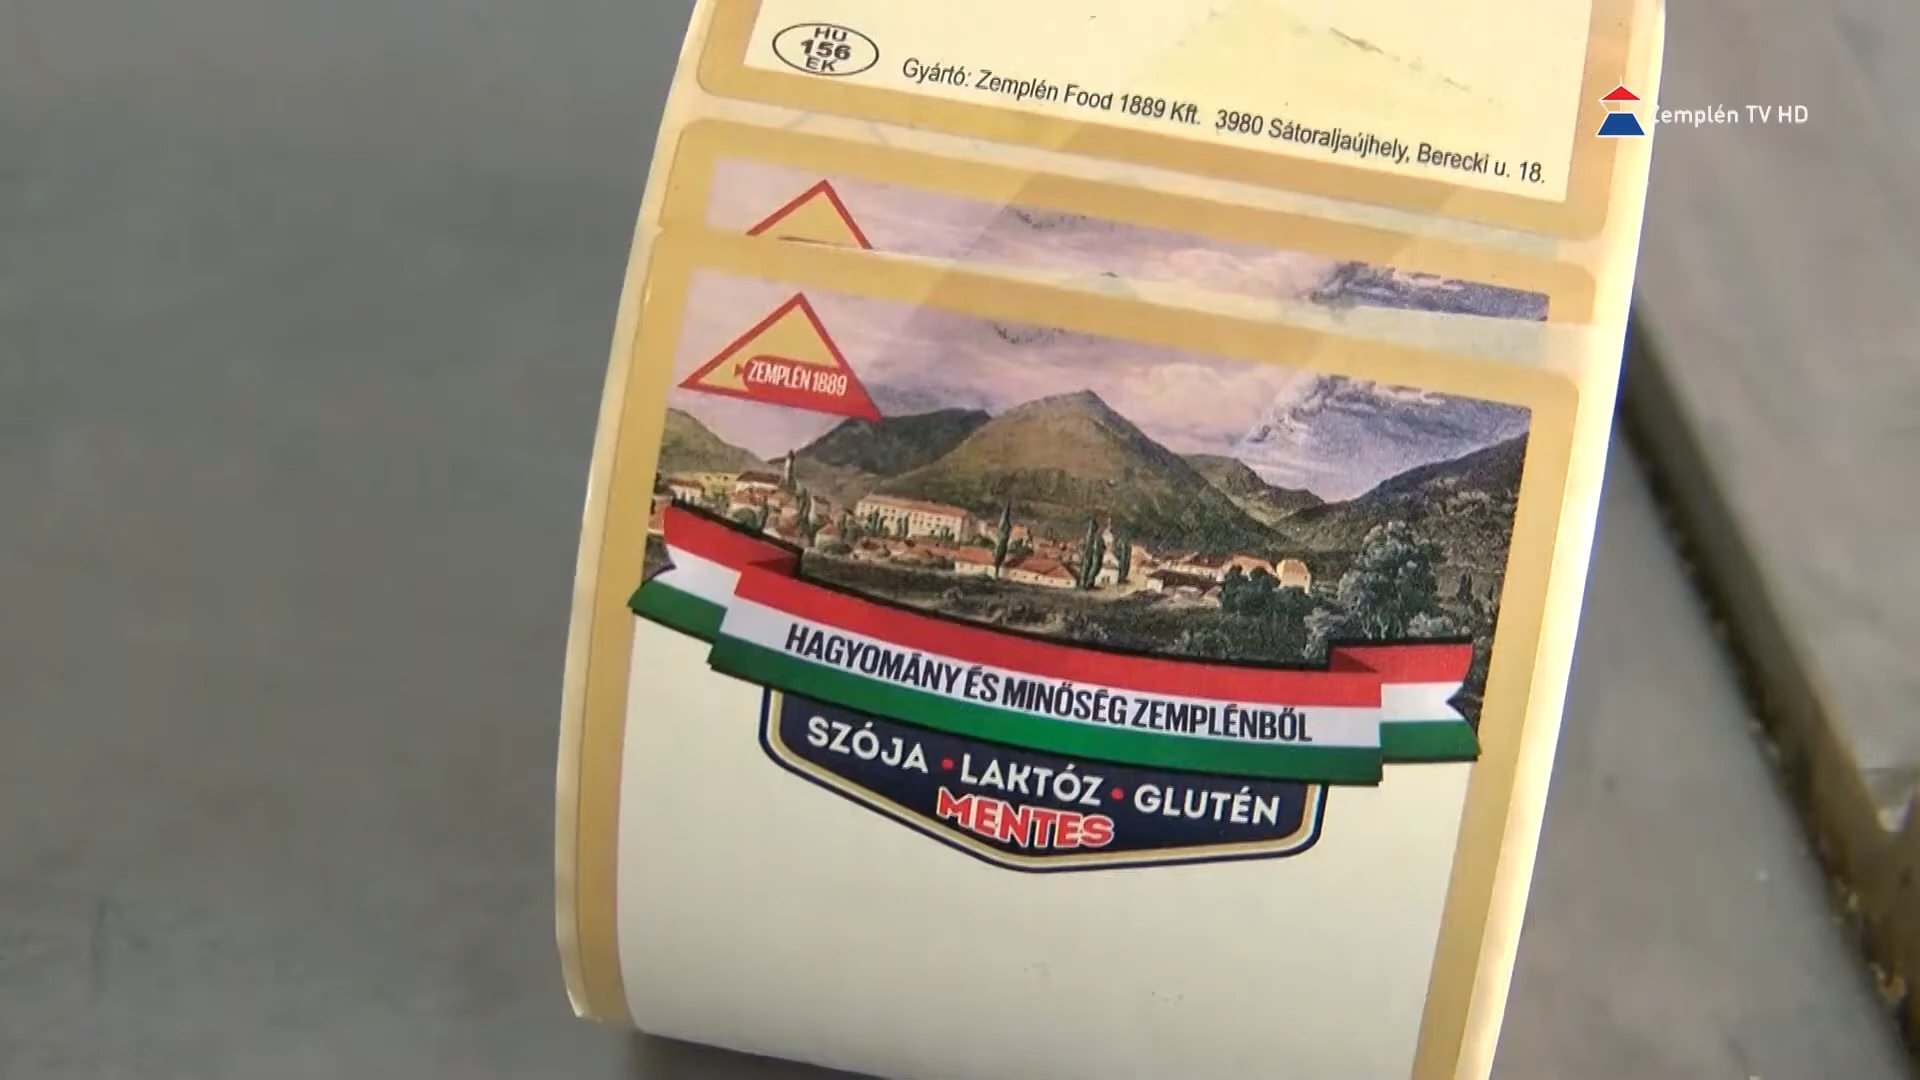 HU
156
EK
Gyártó: Zemplén Food 1889 Kft. 3980 Sátoraljaújhely, Berecki u. 18.
Zemplén TV HD
ZEMPLÉN 1889
HAGYOMÁNY ÉS MINŐSÉG ZEMPLÉNBŐL
SZÓJA • LAKTÓZ • GLUTÉN
MENTES